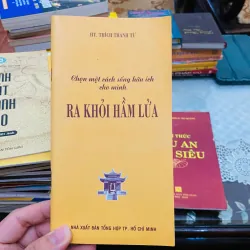 HT. THÍCH THANH TỪ
Chọn một cách sống hữu ích
cho mình
RA KHỎI HẦM LỬA
NHÀ XUẤT BẢN TỔNG HỢP TP. HỒ CHÍ MINH